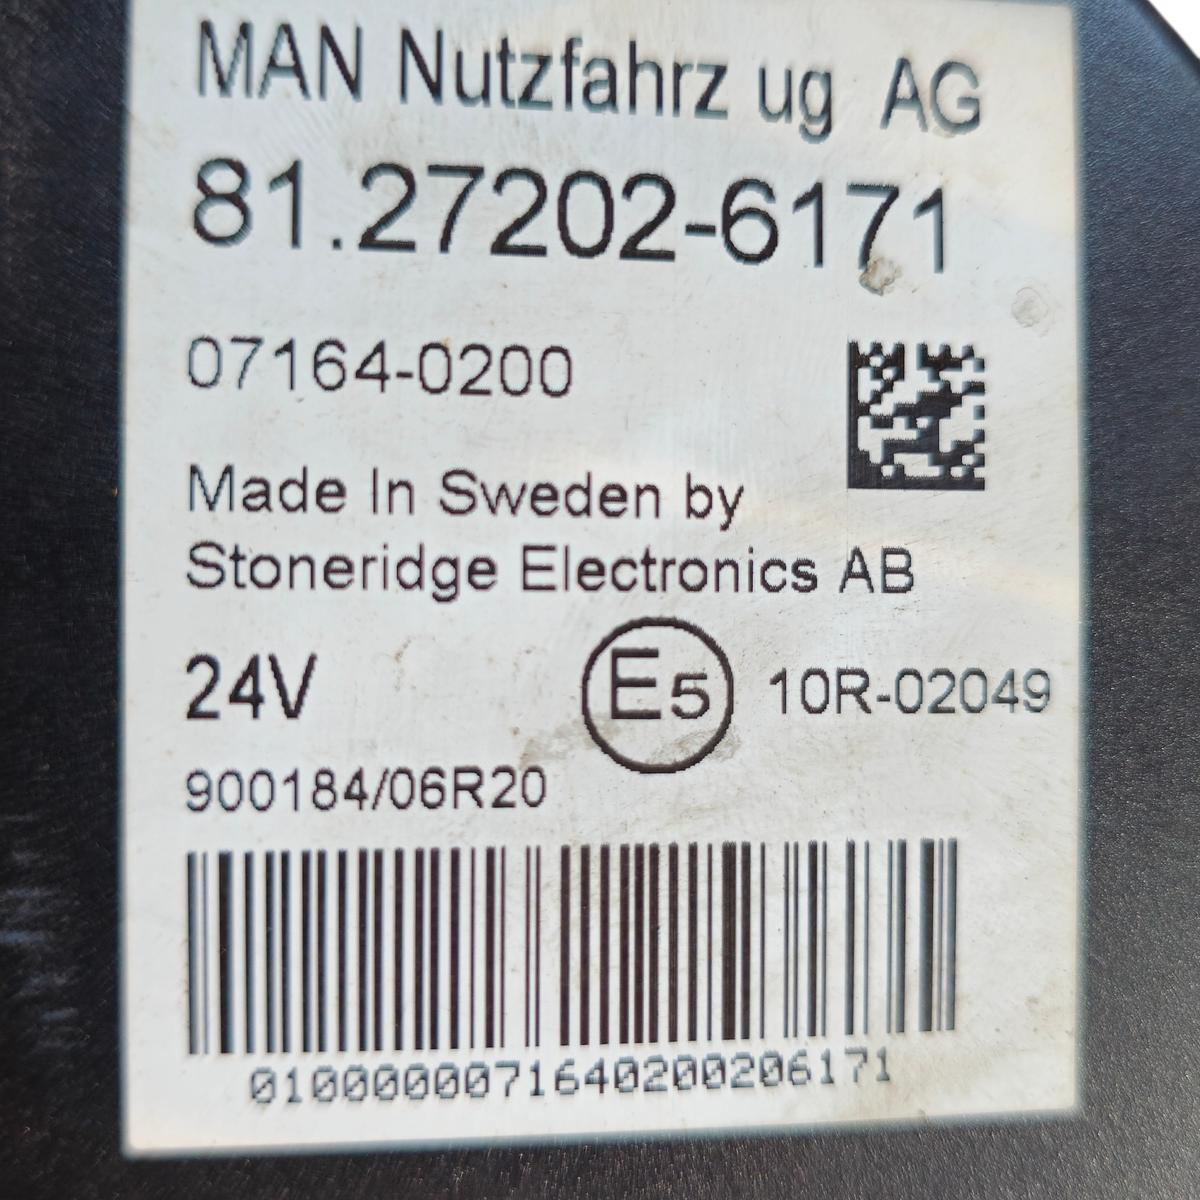 MAN Nutzfahrz ug AG
81.27202-6171
07164-0200
Made In Sweden by
Stoneridge Electronics AB
24V
E5
10R-02049
900184/06R20
0100000071640200206171